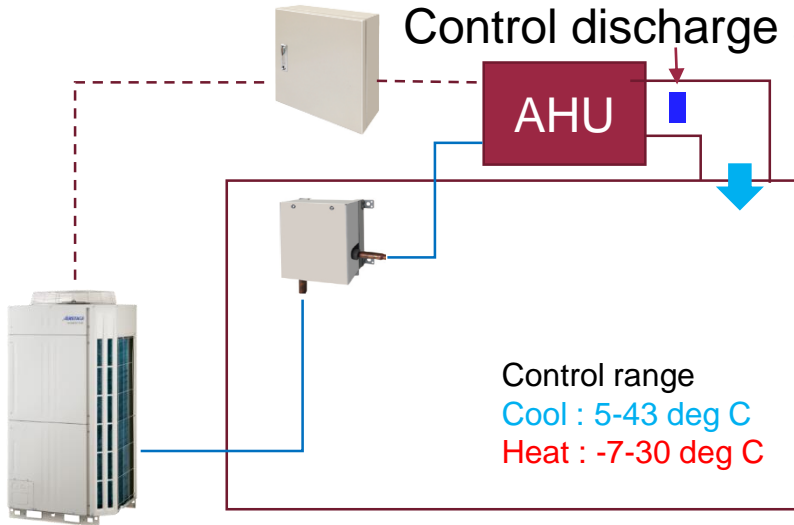 Control discharge
AHU
Control range
Cool : 5-43 deg C
Heat : -7-30 deg C